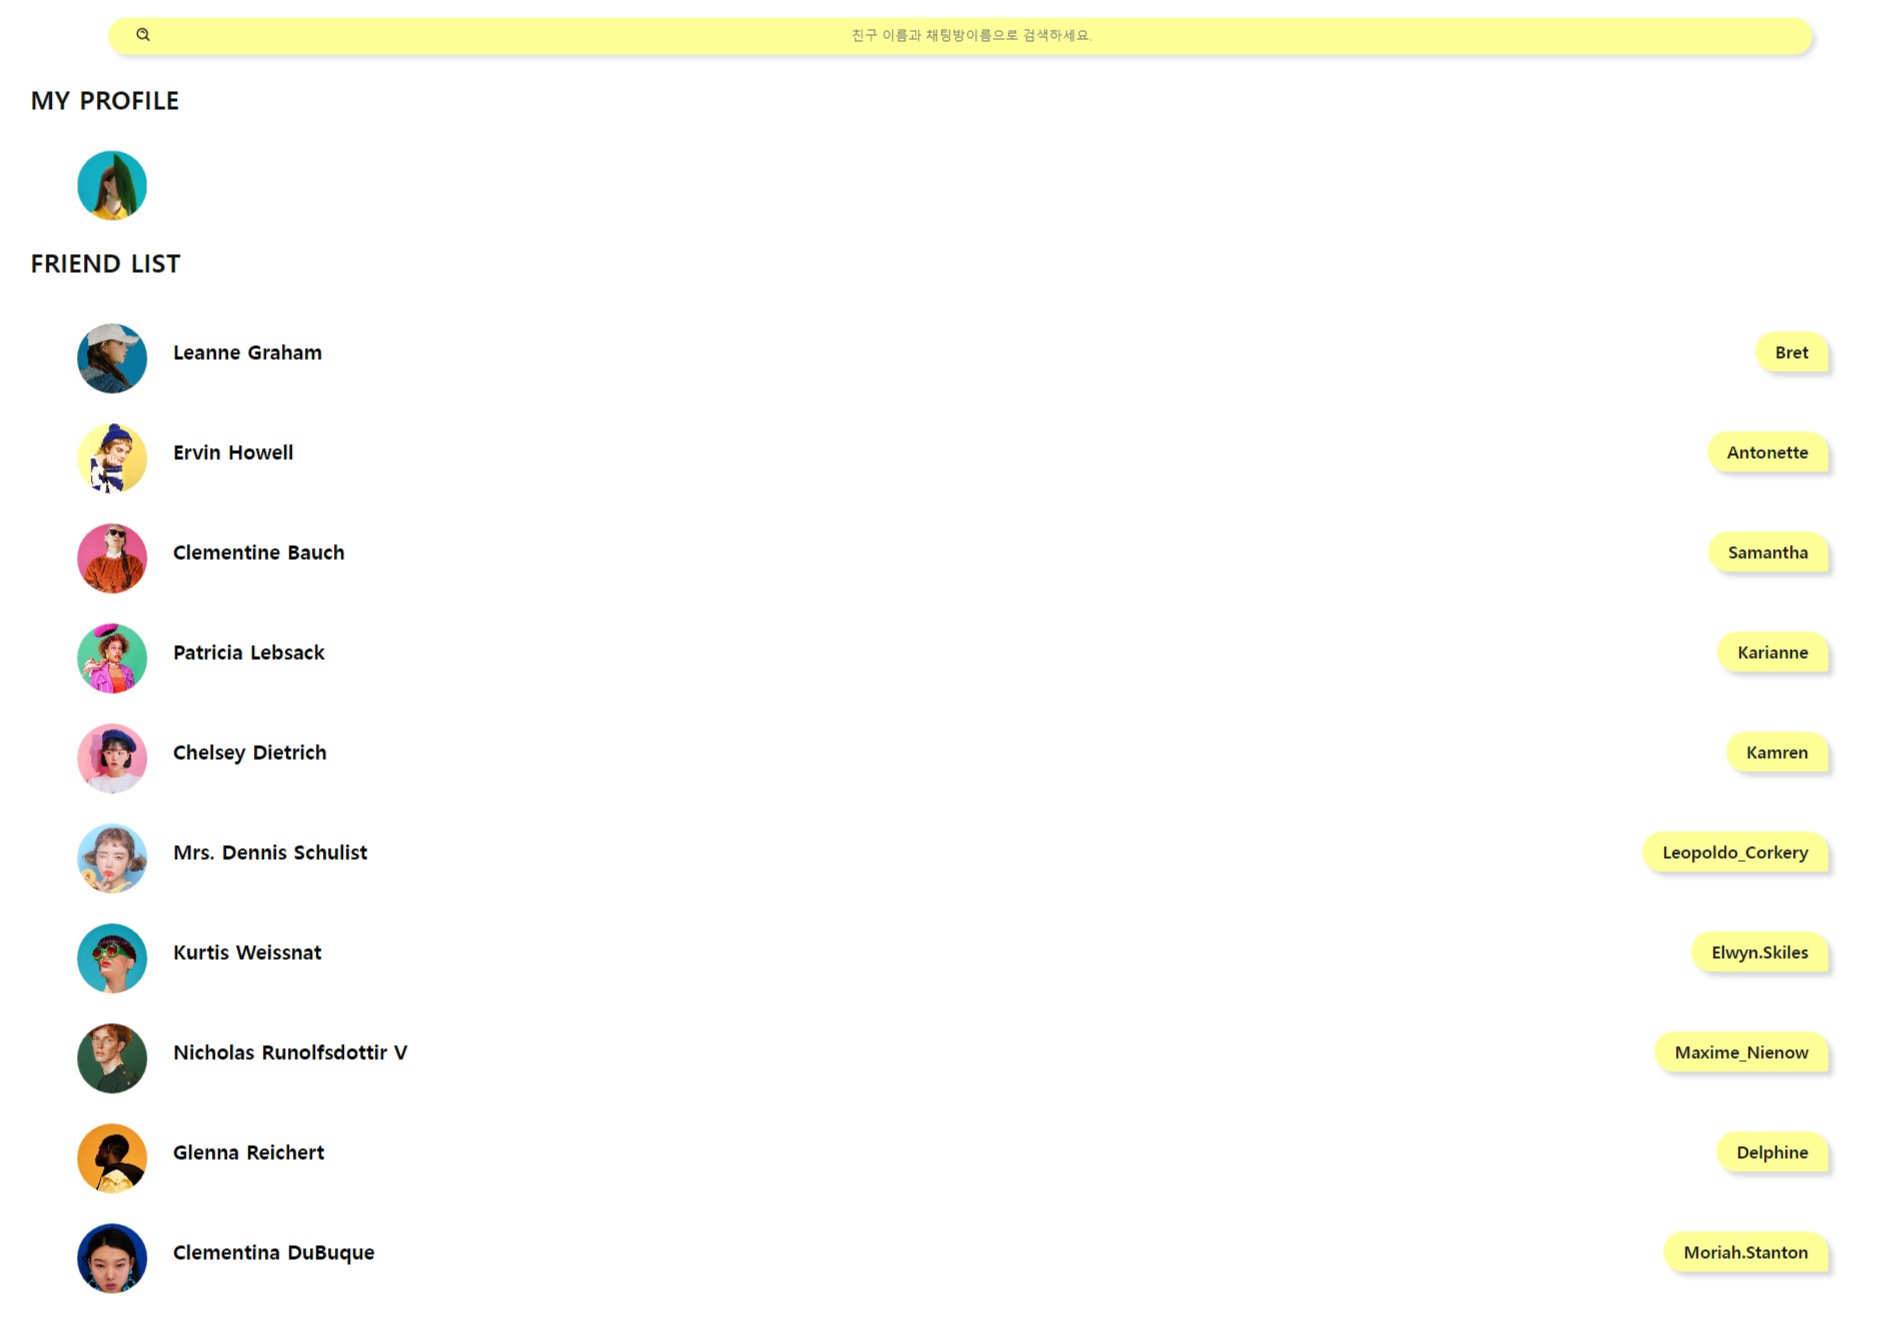 친구 이름과 채팅방이름으로 검색하세요.
MY PROFILE
FRIEND LIST
Leanne Graham
Bret
Ervin Howell
Antonette
Clementine Bauch
Samantha
Patricia Lebsack
Karianne
Chelsey Dietrich
Kamren
Mrs. Dennis Schulist
Leopoldo_Corkery
Kurtis Weissnat
Elwyn.Skiles
Nicholas Runolfsdottir V
Maxime_Nienow
Glenna Reichert
Delphine
Clementina DuBuque
Moriah.Stanton